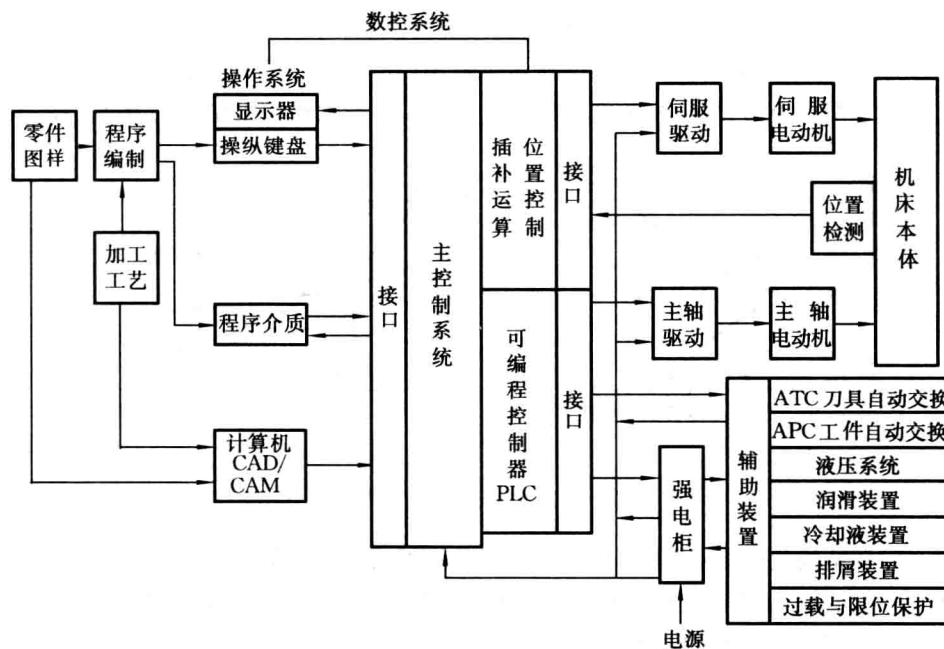 数控系统
操作系统
显示器
操纵键盘
零件
图样
程序
编制
加工
工艺
程序介质
计算机
CAD/
CAM
接口
主控制系统
插补运算
位置控制
接口
可编程控制器
PLC
接口
伺服
驱动
伺服
电动机
位置
检测
机床本体
主轴
驱动
主轴
电动机
强电柜
电源
辅助装置
ATC刀具自动交换
APC工件自动交换
液压系统
润滑装置
冷却液装置
排屑装置
过载与限位保护